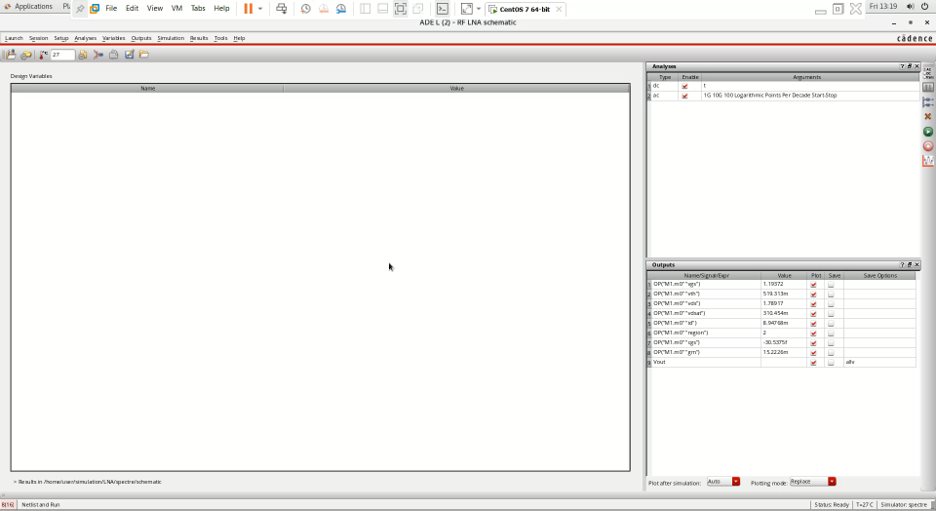 Applications Pl
File Edit View VM Tabs Help
CentOS 7 64-bit
Fri 13:19
ADE L (2) - RF LNA schematic
Launch Session Setup Analyses Variables Outputs Simulation Results Tools Help
cādence
27
Design Variables
Name Value
Analyses
Type Enable Arguments
1 dc t
2 ac 1G 10G 100 Logarithmic Points Per Decade Start-Stop
Outputs
Name/Signal/Expr Value Plot Save Save Options
1 OP("M1.m0" "vgs") 1.19372
2 OP("M1.m0" "vth") 519.313m
3 OP("M1.m0" "vds") 1.78917
4 OP("M1.m0" "vdsat") 310.454m
5 OP("M1.m0" "id") 8.94768m
6 OP("M1.m0" "region") 2
7 OP("M1.m0" "cgs") -30.5375f
8 OP("M1.m0" "gm") 15.2226m
9 Vout allv
> Results in /home/user/simulation/LNA/spectre/schematic
Plot after simulation: Auto Plotting mode: Replace
8(16) Netlist and Run Status: Ready T=27 C Simulator: spectre